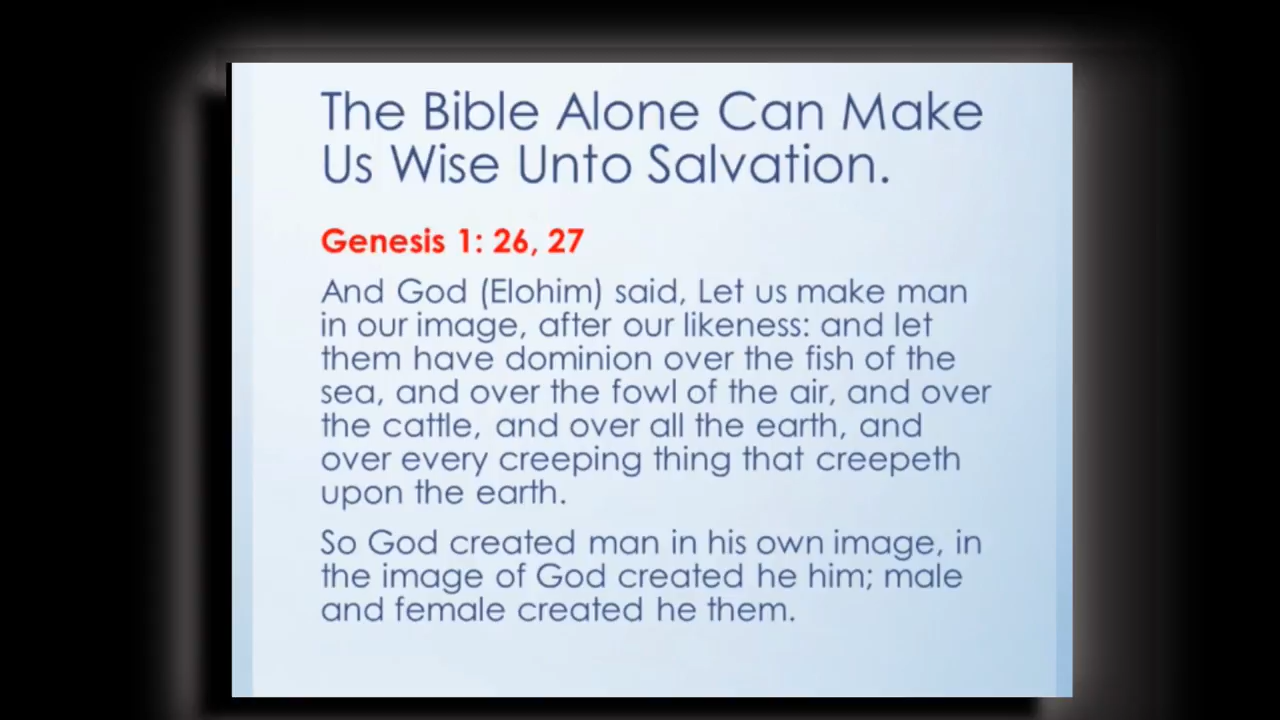 The Bible Alone Can Make
Us Wise Unto Salvation.
Genesis 1: 26, 27
And God (Elohim) said, Let us make man
in our image, after our likeness: and let
them have dominion over the fish of the
sea, and over the fowl of the air, and over
the cattle, and over all the earth, and
over every creeping thing that creepeth
upon the earth.
So God created man in his own image, in
the image of God created he him; male
and female created he them.